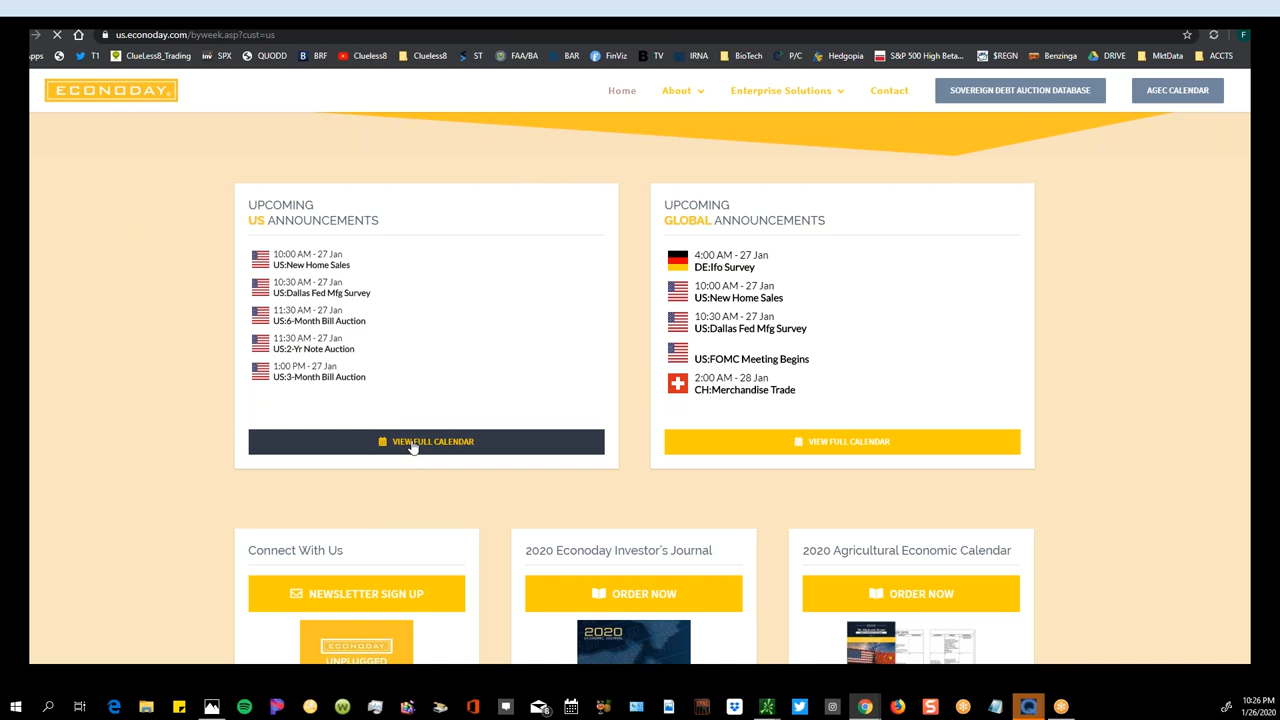 us.econoday.com/byweek.asp?cust=us
F
pps T1 ClueLess8_Trading inv SPX QUODD B BRF Clueless8 Clueless8 ST FAA/BA BAR FinViz B TV IRNA BioTech P/C Hedgopia S&P 500 High Beta... $REGN Benzinga DRIVE MktData ACCTS
ECONODAY
Home About Enterprise Solutions Contact SOVEREIGN DEBT AUCTION DATABASE AGEC CALENDAR
UPCOMING
US ANNOUNCEMENTS
10:00 AM - 27 Jan
US:New Home Sales
10:30 AM - 27 Jan
US:Dallas Fed Mfg Survey
11:30 AM - 27 Jan
US:6-Month Bill Auction
11:30 AM - 27 Jan
US:2-Yr Note Auction
1:00 PM - 27 Jan
US:3-Month Bill Auction
VIEW FULL CALENDAR
UPCOMING
GLOBAL ANNOUNCEMENTS
4:00 AM - 27 Jan
DE:Ifo Survey
10:00 AM - 27 Jan
US:New Home Sales
10:30 AM - 27 Jan
US:Dallas Fed Mfg Survey
US:FOMC Meeting Begins
2:00 AM - 28 Jan
CH:Merchandise Trade
VIEW FULL CALENDAR
Connect With Us
NEWSLETTER SIGN UP
ECONODAY
UNPLUGGED
2020 Econoday Investor's Journal
ORDER NOW
2020
ECONOMIC JOURNAL
2020 Agricultural Economic Calendar
ORDER NOW
10:26 PM
1/26/2020